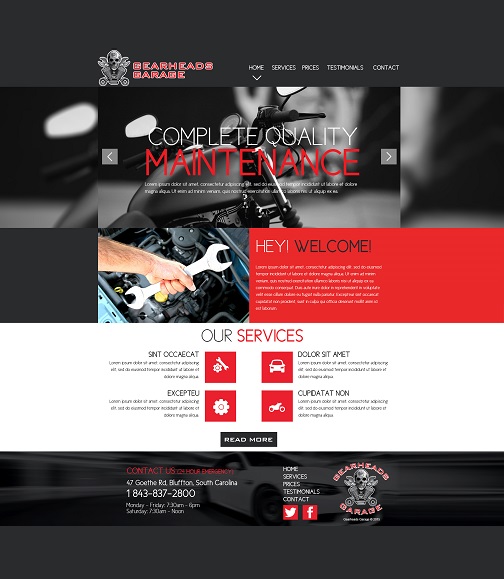 GEARHEADS
GARAGE
HOME SERVICES PRICES TESTIMONIALS CONTACT
COMPLETE QUALITY
MAINTENANCE
Lorem ipsum dolor sit amet, consectetur adipiscing, sed do eiusmod tempor incididunt ut labore et dolore
magna aliqua. Ut enim ad minim veniam, quis nostrud exercitation ullamco laboris nisi ut aliquip ex ea.
HEY! WELCOME!
Lorem ipsum dolor sit amet, consectetur adipiscing
elit, sed do eiusmod tempor incididunt ut labore et
dolore magna aliqua. Ut enim ad minim veniam, quis
nostrud exercitation ullamco laboris nisi ut aliquip ex ea
commodo consequat. Duis aute irure dolor in reprehenderit in voluptate
velit esse cillum dolore eu fugiat nulla pariatur. Excepteur sint occaecat
cupidatat non proident, sunt in culpa qui officia deserunt mollit anim id est
laborum.
OUR SERVICES
SINT OCCAECAT
Lorem ipsum dolor sit amet, consectetur adipiscing
elit, sed do eiusmod tempor incididunt ut labore et
dolore magna aliqua.
DOLOR SIT AMET
Lorem ipsum dolor sit amet, consectetur adipiscing
elit, sed do eiusmod tempor incididunt ut labore et
dolore magna aliqua.
EXCEPTEU
Lorem ipsum dolor sit amet, consectetur adipiscing
elit, sed do eiusmod tempor incididunt ut labore et
dolore magna aliqua.
CUPIDATAT NON
Lorem ipsum dolor sit amet, consectetur adipiscing
elit, sed do eiusmod tempor incididunt ut labore et
dolore magna aliqua.
READ MORE
CONTACT US (24 HOUR EMERGENCY)
47 Goethe Rd, Bluffton, South Carolina
1 843-837-2800
Monday - Friday: 7:30am - 6pm
Saturday: 7:30am - Noon
HOME
SERVICES
PRICES
TESTIMONIALS
CONTACT
GEARHEADS
GARAGE